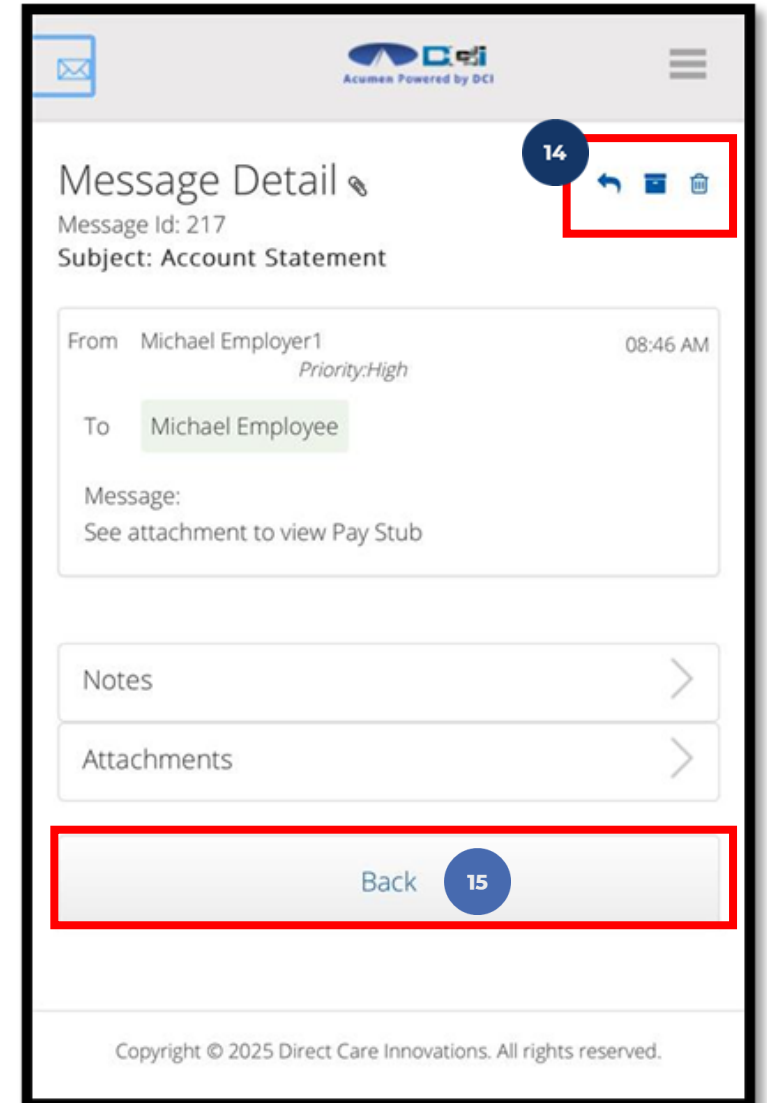 DCI
Acumen Powered by DCI
14
Message Detail
Message Id: 217
Subject: Account Statement
From Michael Employer1 08:46 AM
Priority:High
To Michael Employee
Message:
See attachment to view Pay Stub
Notes
Attachments
Back 15
Copyright © 2025 Direct Care Innovations. All rights reserved.